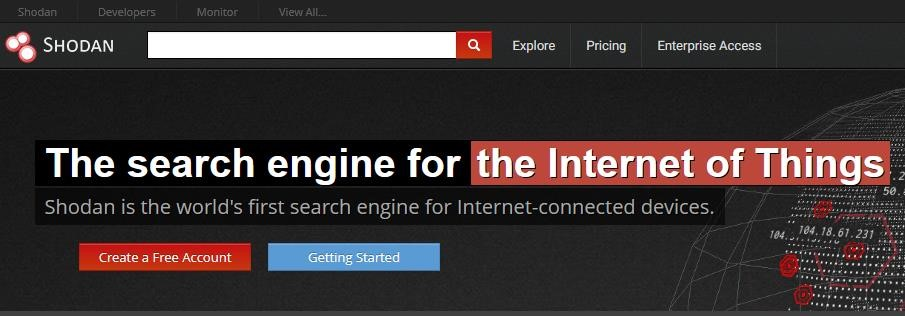 Shodan Developers Monitor View All...
SHODAN Explore Pricing Enterprise Access
The search engine for the Internet of Things
Shodan is the world's first search engine for Internet-connected devices.
Create a Free Account Getting Started
104.18.61.231
104.
50.